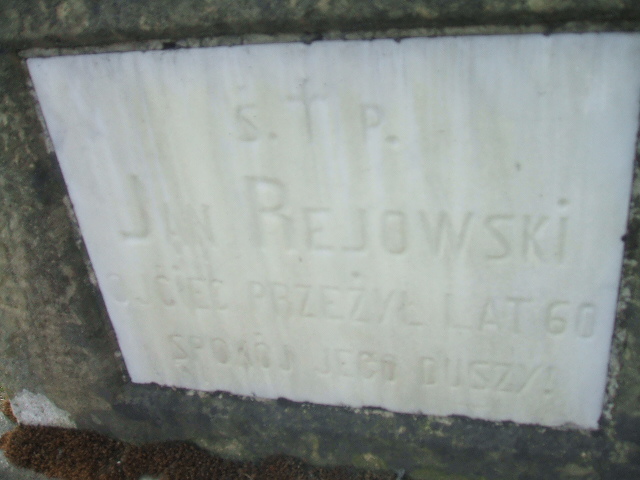 Ś. † P.
JAN REJOWSKI
OJCIEC PRZEŻYŁ LAT 60
SPOKÓJ JEGO DUSZY!